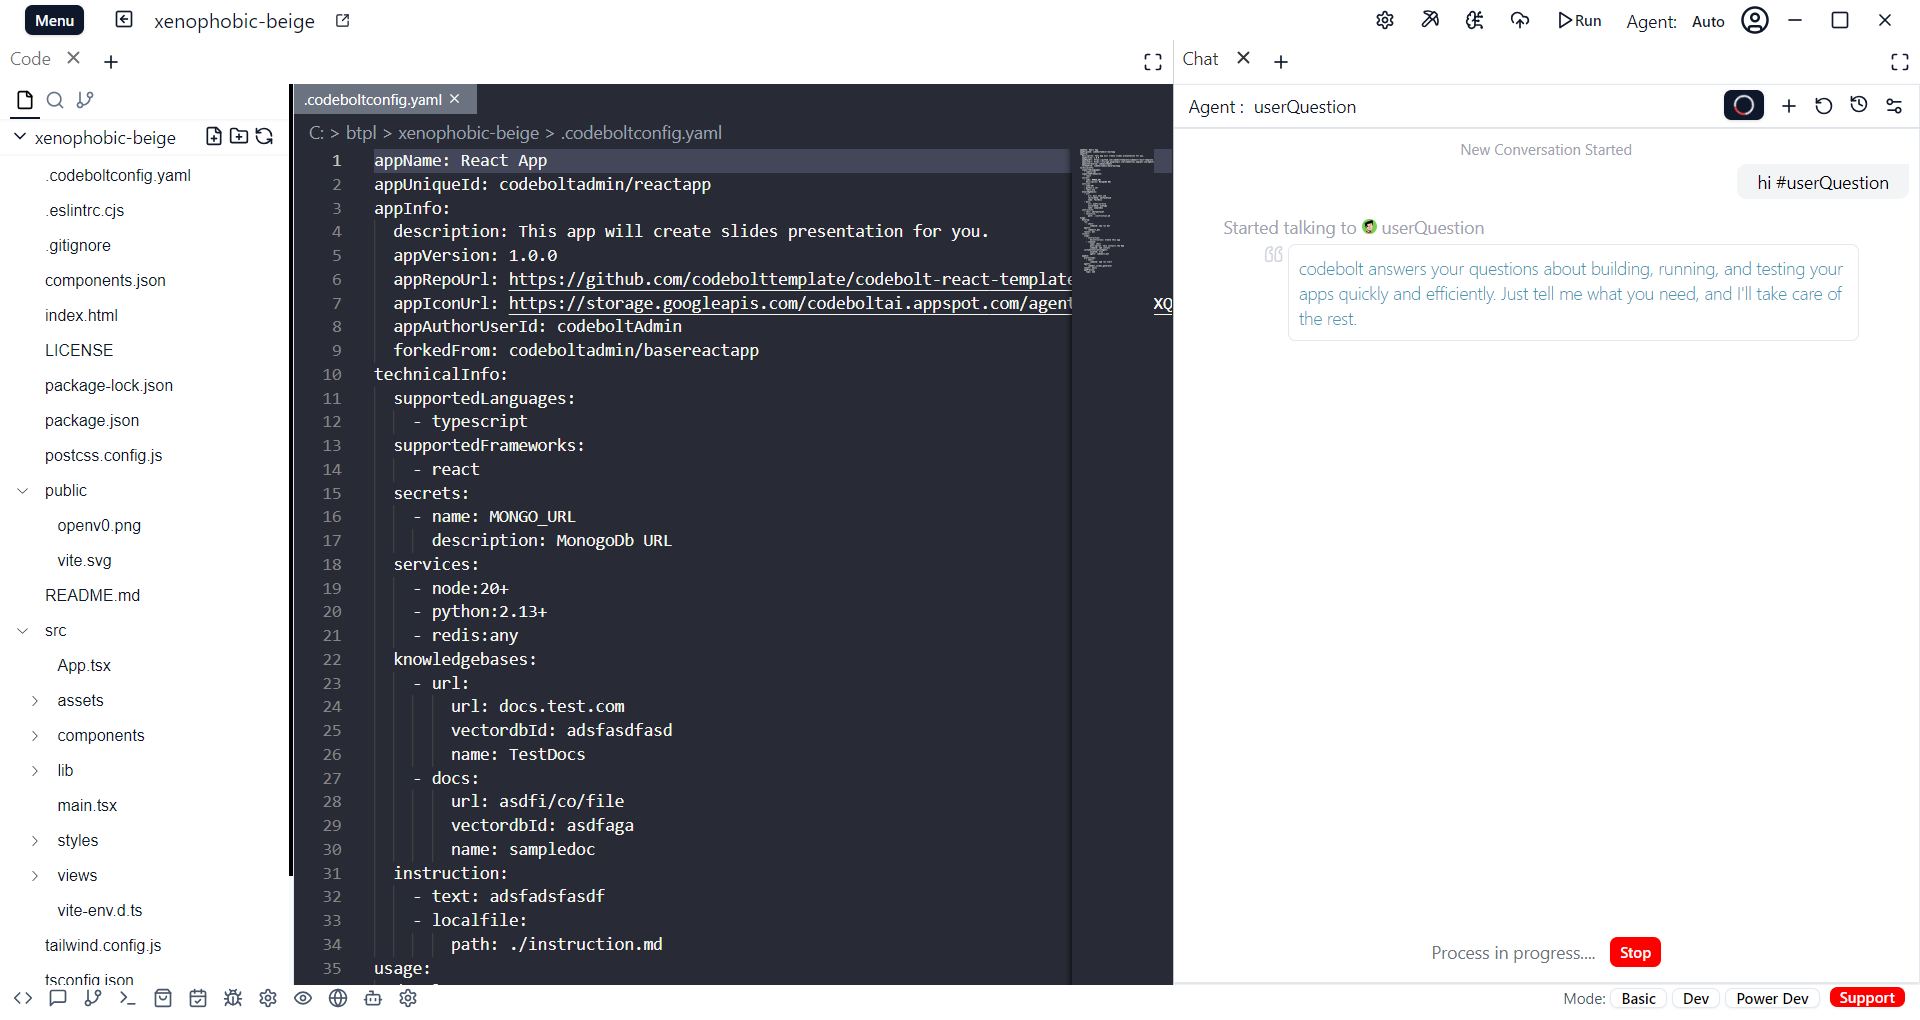 Menu
xenophobic-beige
Run
Agent: Auto
Code
Chat
.codeboltconfig.yaml
xenophobic-beige
.codeboltconfig.yaml
.eslintrc.cjs
.gitignore
components.json
index.html
LICENSE
package-lock.json
package.json
postcss.config.js
public
openv0.png
vite.svg
README.md
src
App.tsx
assets
components
lib
main.tsx
styles
views
vite-env.d.ts
tailwind.config.js
tsconfig.json
C: > btpl > xenophobic-beige > .codeboltconfig.yaml
1 appName: React App
2 appUniqueId: codeboltadmin/reactapp
3 appInfo:
4 description: This app will create slides presentation for you.
5 appVersion: 1.0.0
6 appRepoUrl: https://github.com/codebolttemplate/codebolt-react-template
7 appIconUrl: https://storage.googleapis.com/codeboltai.appspot.com/agent XQ
8 appAuthorUserId: codeboltAdmin
9 forkedFrom: codeboltadmin/basereactapp
10 technicalInfo:
11 supportedLanguages:
12 - typescript
13 supportedFrameworks:
14 - react
15 secrets:
16 - name: MONGO_URL
17 description: MonogoDb URL
18 services:
19 - node:20+
20 - python:2.13+
21 - redis:any
22 knowledgebases:
23 - url:
24 url: docs.test.com
25 vectordbId: adsfasdfasd
26 name: TestDocs
27 - docs:
28 url: asdfi/co/file
29 vectordbId: asdfaga
30 name: sampledoc
31 instruction:
32 - text: adsfadsfasdf
33 - localfile:
34 path: ./instruction.md
35 usage:
Agent : userQuestion
New Conversation Started
hi #userQuestion
Started talking to userQuestion
codebolt answers your questions about building, running, and testing your
apps quickly and efficiently. Just tell me what you need, and I'll take care of
the rest.
Process in progress.... Stop
Mode: Basic Dev Power Dev Support